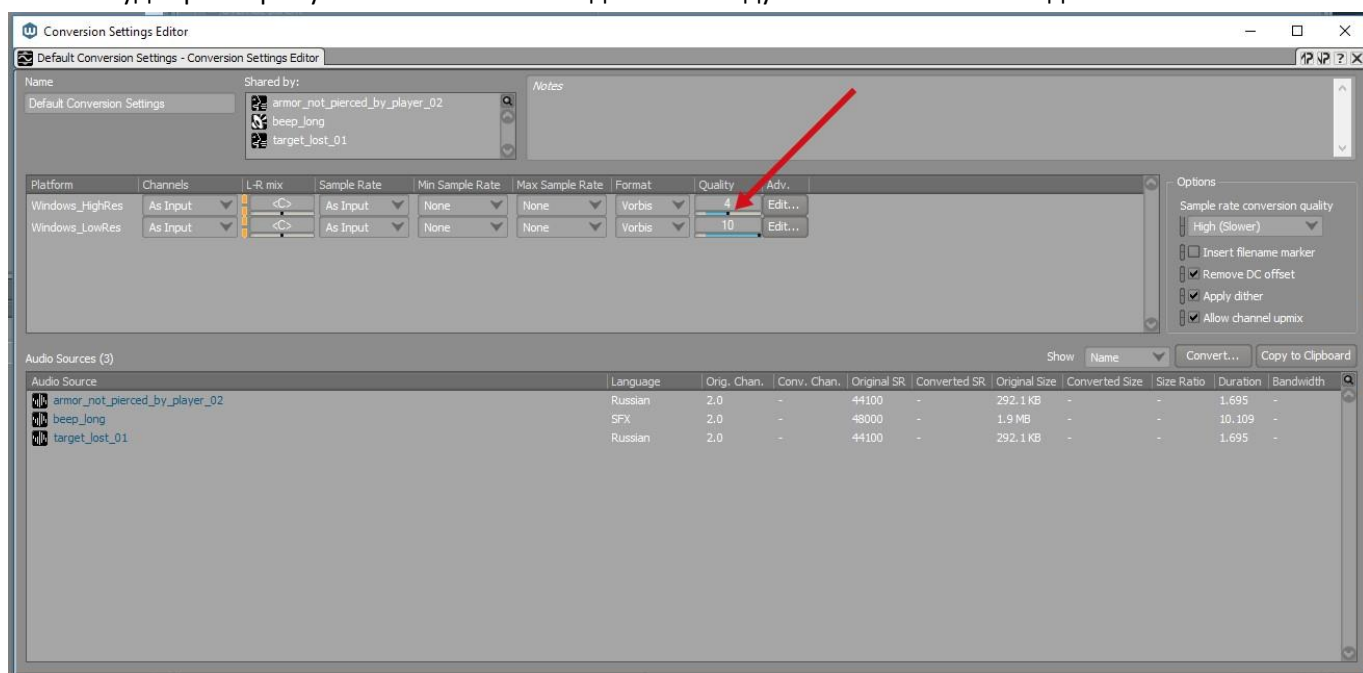 Conversion Settings Editor
Default Conversion Settings - Conversion Settings Editor
Name
Shared by:
Notes
Default Conversion Settings
armor_not_pierced_by_player_02
beep_long
target_lost_01
Platform Channels L-R mix Sample Rate Min Sample Rate Max Sample Rate Format Quality Adv.
Windows_HighRes As Input <C> As Input None None Vorbis 4 Edit...
Windows_LowRes As Input <C> As Input None None Vorbis 10 Edit...
Options
Sample rate conversion quality
High (Slower)
Insert filename marker
Remove DC offset
Apply dither
Allow channel upmix
Audio Sources (3) Show Name Convert... Copy to Clipboard
Audio Source Language Orig. Chan. Conv. Chan. Original SR Converted SR Original Size Converted Size Size Ratio Duration Bandwidth
armor_not_pierced_by_player_02 Russian 2.0 - 44100 - 292.1 KB - - 1.695 -
beep_long SFX 2.0 - 48000 - 1.9 MB - - 10.109 -
target_lost_01 Russian 2.0 - 44100 - 292.1 KB - - 1.695 -